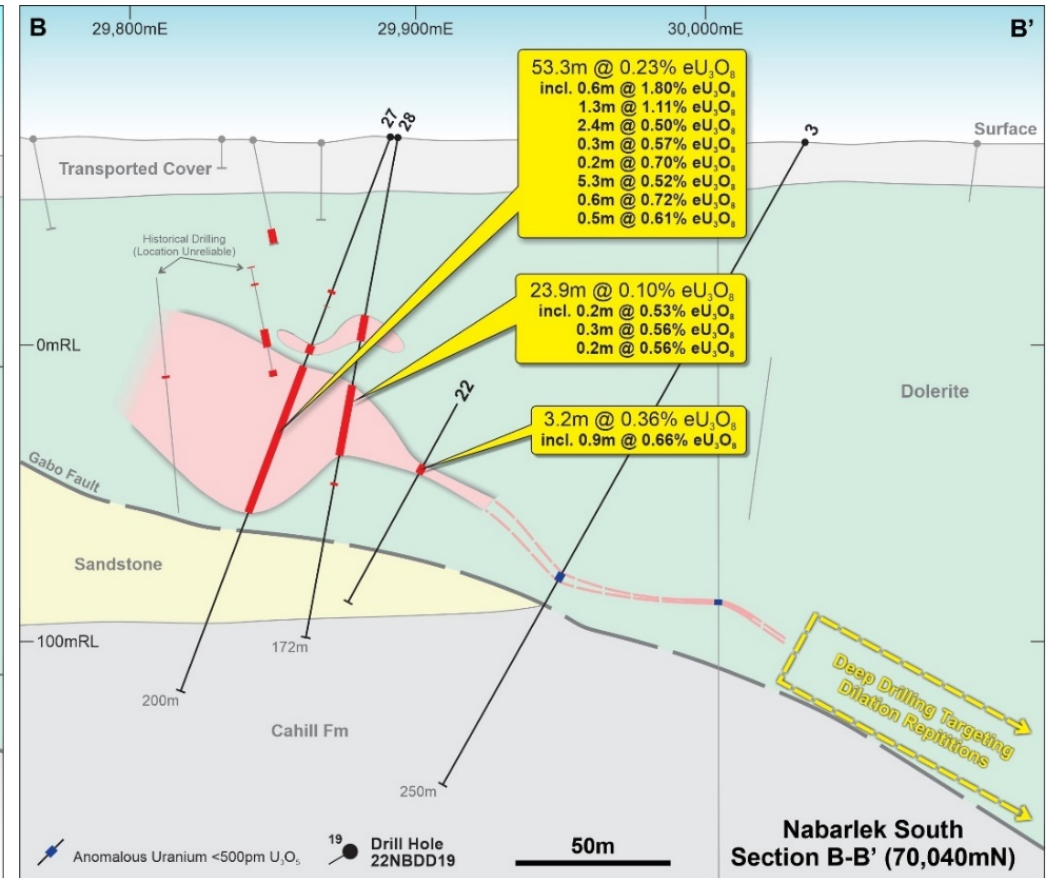 B
29,800mE
29,900mE
30,000mE
B'
53.3m @ 0.23% eU₃O₈
incl. 0.6m @ 1.80% eU₃O₈
1.3m @ 1.11% eU₃O₈
2.4m @ 0.50% eU₃O₈
0.3m @ 0.57% eU₃O₈
0.2m @ 0.70% eU₃O₈
5.3m @ 0.52% eU₃O₈
0.6m @ 0.72% eU₃O₈
0.5m @ 0.61% eU₃O₈
27
28
3
Surface
Transported Cover
Historical Drilling
(Location Unreliable)
23.9m @ 0.10% eU₃O₈
incl. 0.2m @ 0.53% eU₃O₈
0.3m @ 0.56% eU₃O₈
0.2m @ 0.56% eU₃O₈
0mRL
22
Dolerite
3.2m @ 0.36% eU₃O₈
incl. 0.9m @ 0.66% eU₃O₈
Gabo Fault
Sandstone
100mRL
172m
200m
Cahill Fm
250m
Deep Drilling Targeting
Dilation Repititions
Anomalous Uranium <500pm U₃O₅
19
Drill Hole
22NBDD19
50m
Nabarlek South
Section B-B' (70,040mN)